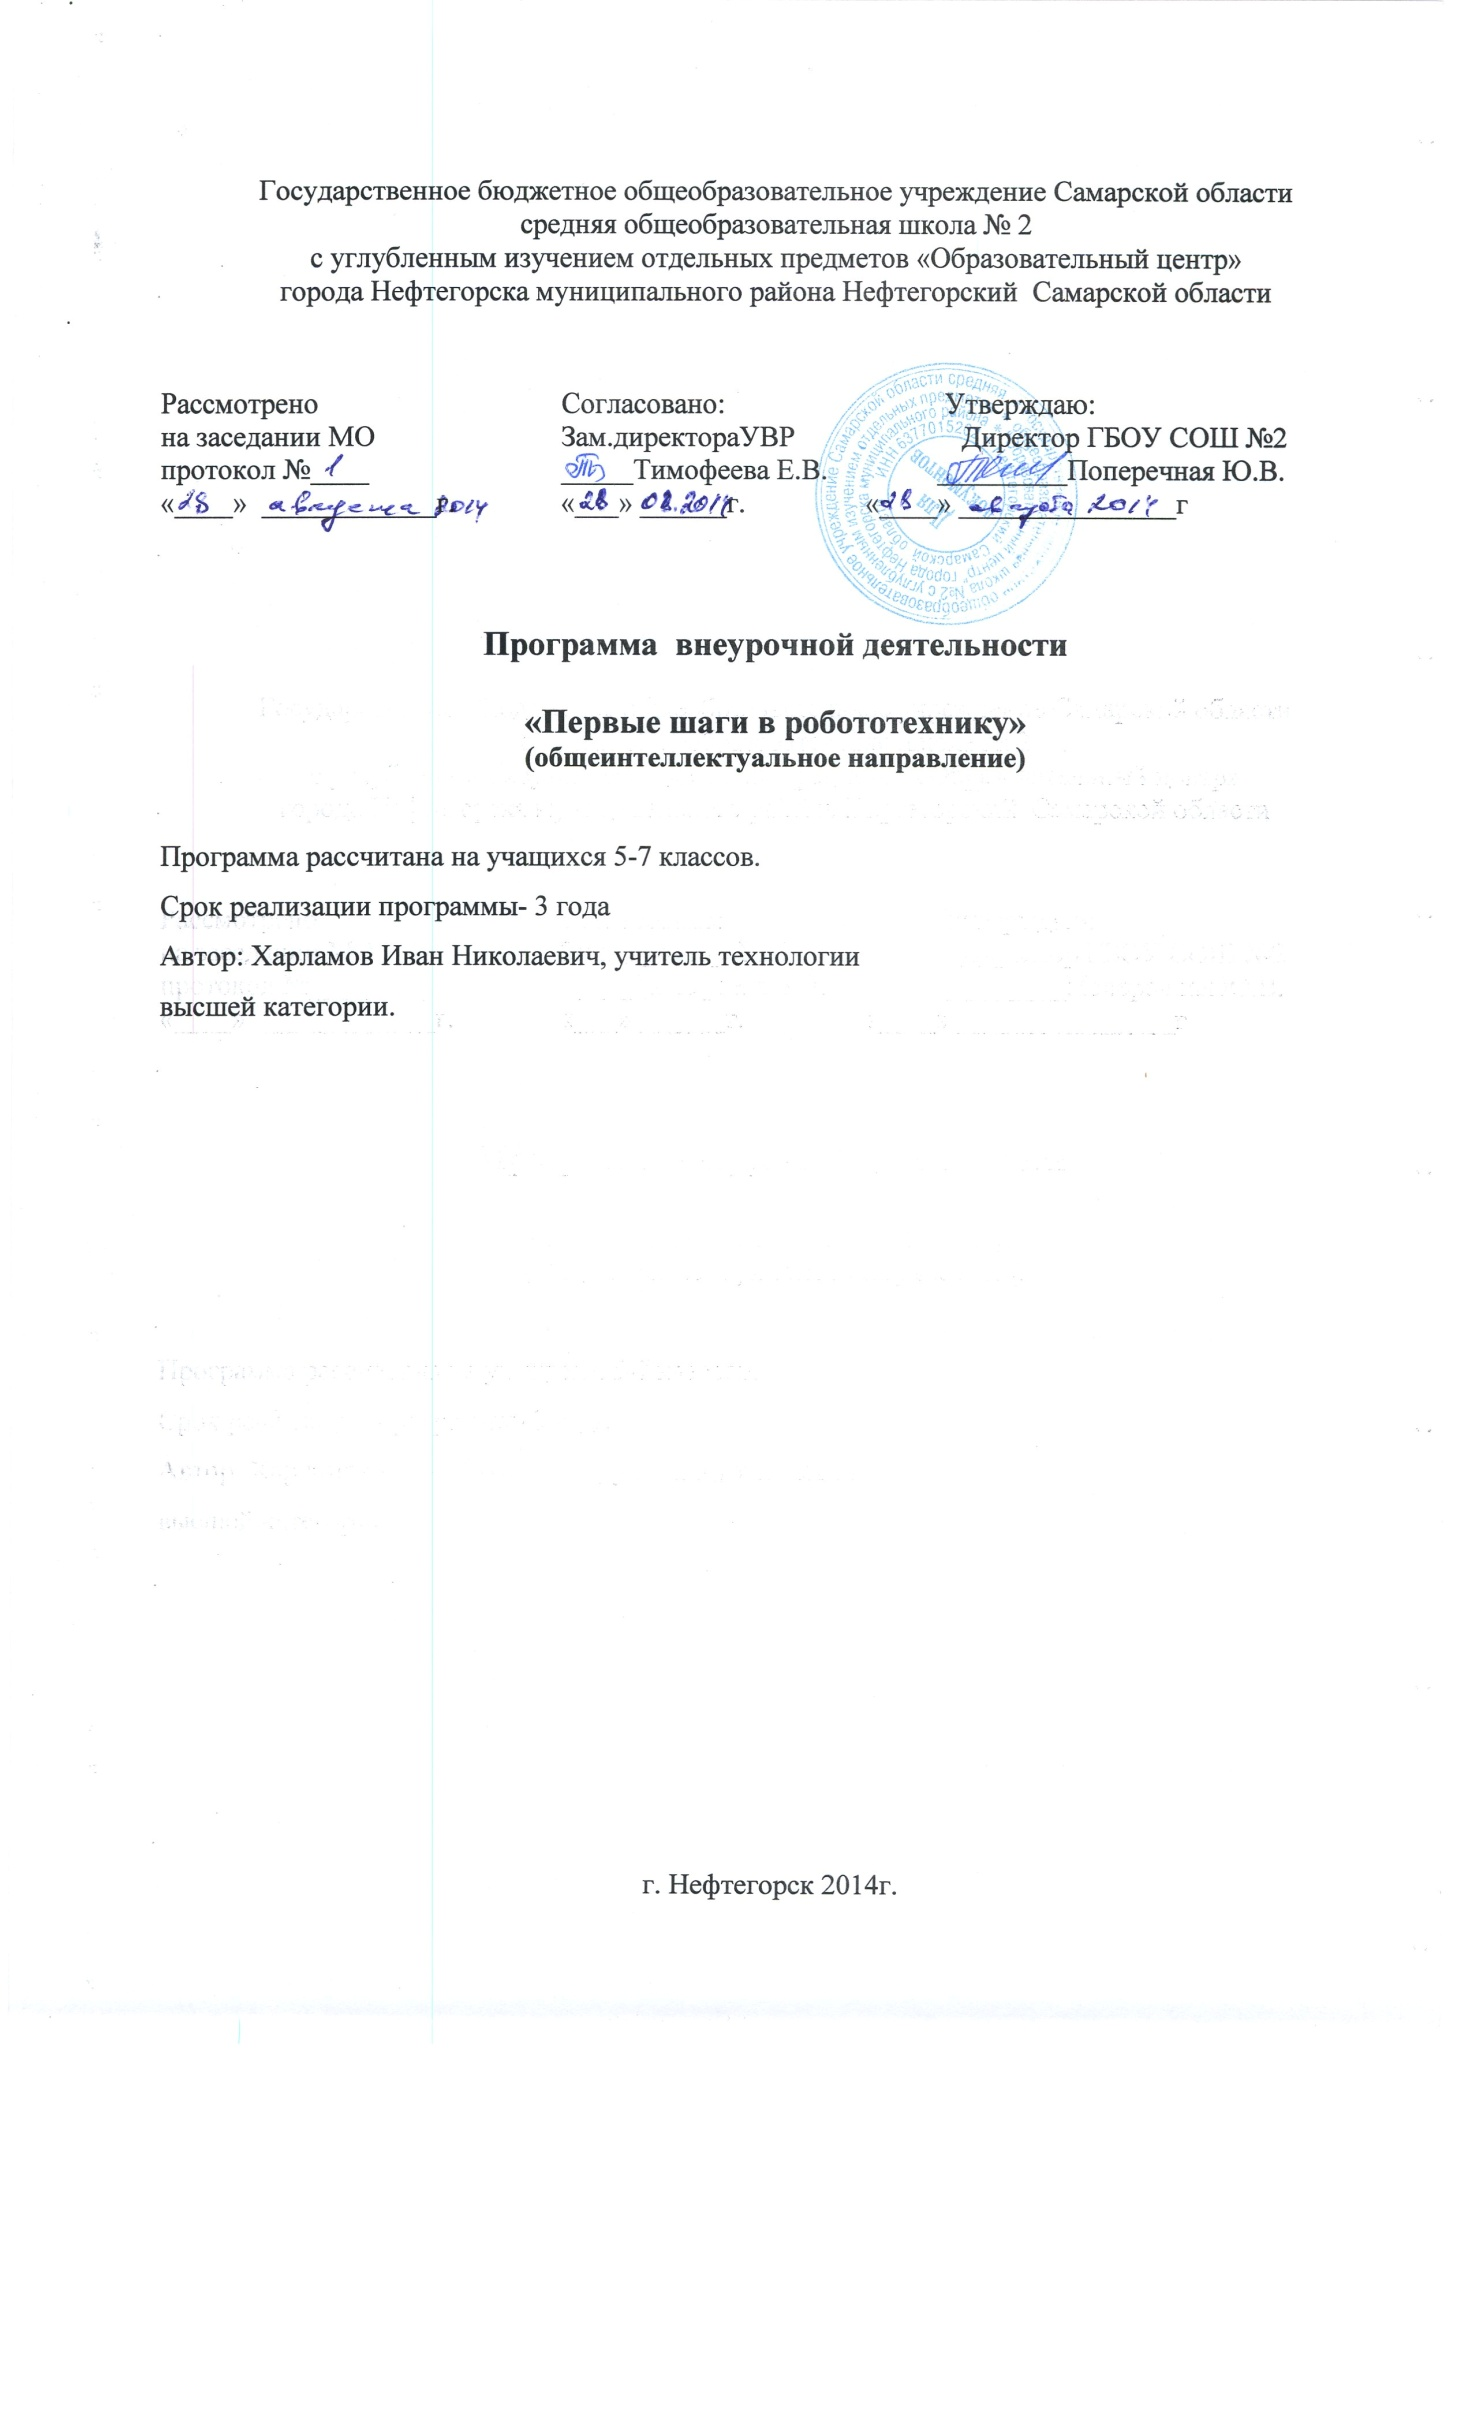 Государственное бюджетное общеобразовательное учреждение Самарской области
средняя общеобразовательная школа № 2
с углубленным изучением отдельных предметов «Образовательный центр»
города Нефтегорска муниципального района Нефтегорский Самарской области
Рассмотрено
на заседании МО
протокол № 1
«28» августа 2014
Согласовано:
Зам.директораУВР
Тимофеева Е.В.
«28» 08.2014г.
Утверждаю:
Директор ГБОУ СОШ №2
Поперечная Ю.В.
«28» августа 2014 г
Для документов
Программа внеурочной деятельности
«Первые шаги в робототехнику»
(общеинтеллектуальное направление)
Программа рассчитана на учащихся 5-7 классов.
Срок реализации программы- 3 года
Автор: Харламов Иван Николаевич, учитель технологии
высшей категории.
г. Нефтегорск 2014г.